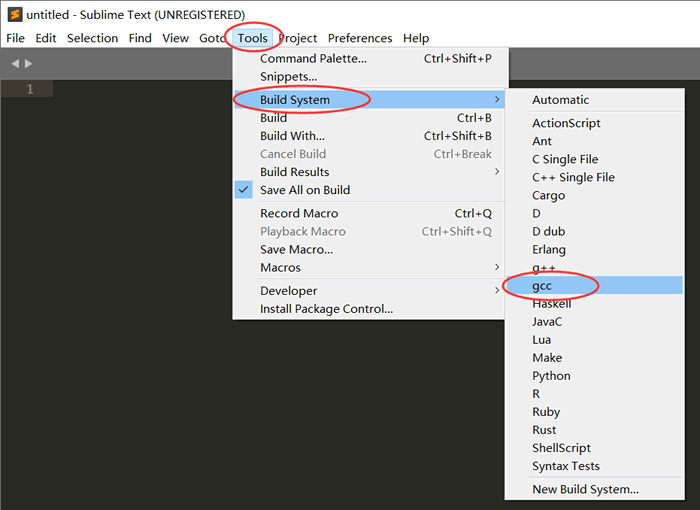 untitled - Sublime Text (UNREGISTERED)
File Edit Selection Find View Goto Tools Project Preferences Help
1
Command Palette... Ctrl+Shift+P
Snippets...
Build System
Build Ctrl+B
Build With... Ctrl+Shift+B
Cancel Build Ctrl+Break
Build Results
Save All on Build
Record Macro Ctrl+Q
Playback Macro Ctrl+Shift+Q
Save Macro...
Macros
Developer
Install Package Control...
Automatic
ActionScript
Ant
C Single File
C++ Single File
Cargo
D
D dub
Erlang
g++
gcc
Haskell
JavaC
Lua
Make
Python
R
Ruby
Rust
ShellScript
Syntax Tests
New Build System...